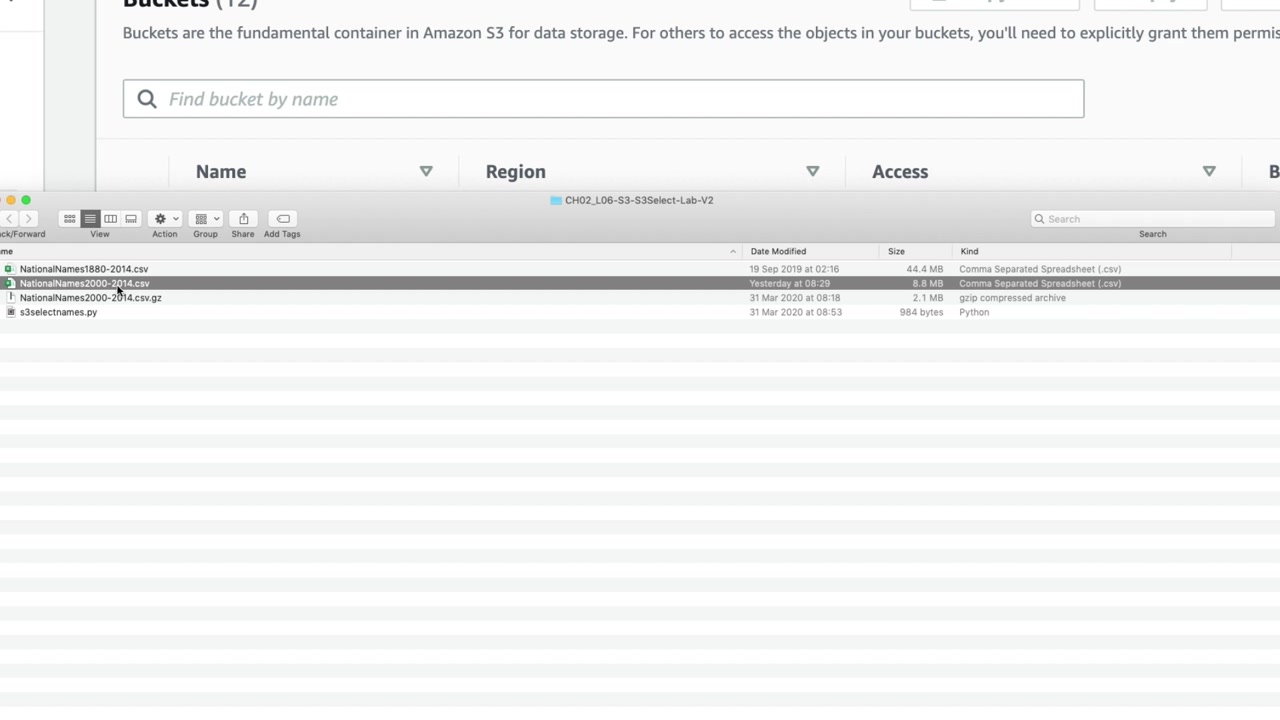 Buckets (12)
Buckets are the fundamental container in Amazon S3 for data storage. For others to access the objects in your buckets, you'll need to explicitly grant them permis
Find bucket by name
Name Region Access B
CH02_L06-S3-S3Select-Lab-V2
Search
ck/Forward View Action Group Share Add Tags Search
me Date Modified Size Kind
NationalNames1880-2014.csv 19 Sep 2019 at 02:16 44.4 MB Comma Separated Spreadsheet (.csv)
NationalNames2000-2014.csv Yesterday at 08:29 8.8 MB Comma Separated Spreadsheet (.csv)
NationalNames2000-2014.csv.gz 31 Mar 2020 at 08:18 2.1 MB gzip compressed archive
s3selectnames.py 31 Mar 2020 at 08:53 984 bytes Python